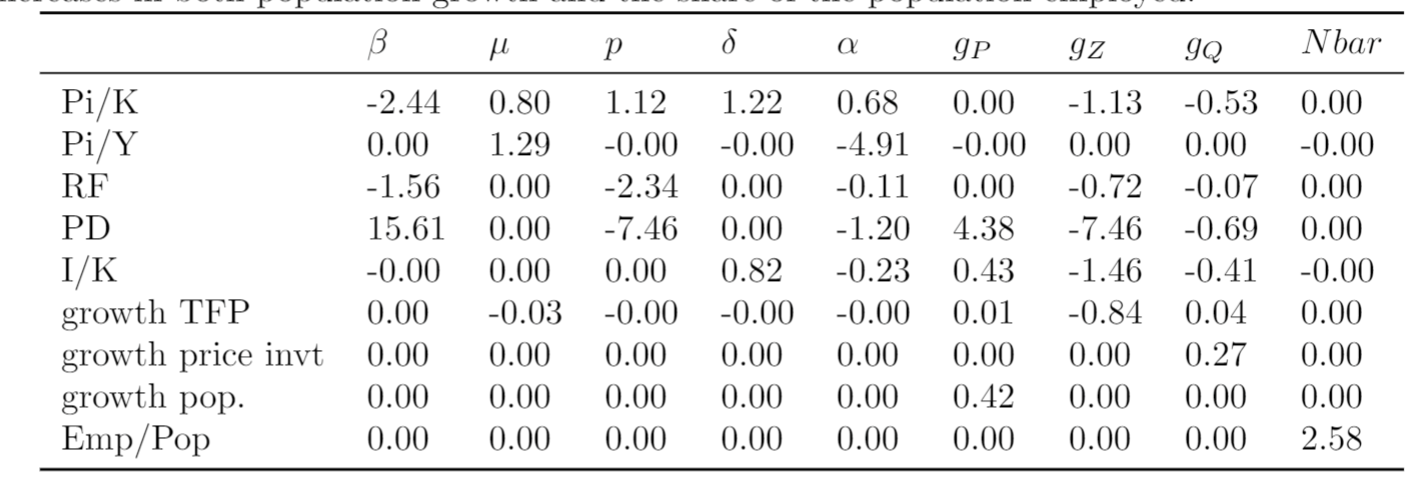 increases in both population growth and the share of the population employed.
β μ p δ α gP gZ gQ Nbar
Pi/K -2.44 0.80 1.12 1.22 0.68 0.00 -1.13 -0.53 0.00
Pi/Y 0.00 1.29 -0.00 -0.00 -4.91 -0.00 0.00 0.00 -0.00
RF -1.56 0.00 -2.34 0.00 -0.11 0.00 -0.72 -0.07 0.00
PD 15.61 0.00 -7.46 0.00 -1.20 4.38 -7.46 -0.69 0.00
I/K -0.00 0.00 0.00 0.82 -0.23 0.43 -1.46 -0.41 -0.00
growth TFP 0.00 -0.03 -0.00 -0.00 -0.00 0.01 -0.84 0.04 0.00
growth price invt 0.00 0.00 0.00 0.00 0.00 0.00 0.00 0.27 0.00
growth pop. 0.00 0.00 0.00 0.00 0.00 0.42 0.00 0.00 0.00
Emp/Pop 0.00 0.00 0.00 0.00 0.00 0.00 0.00 0.00 2.58